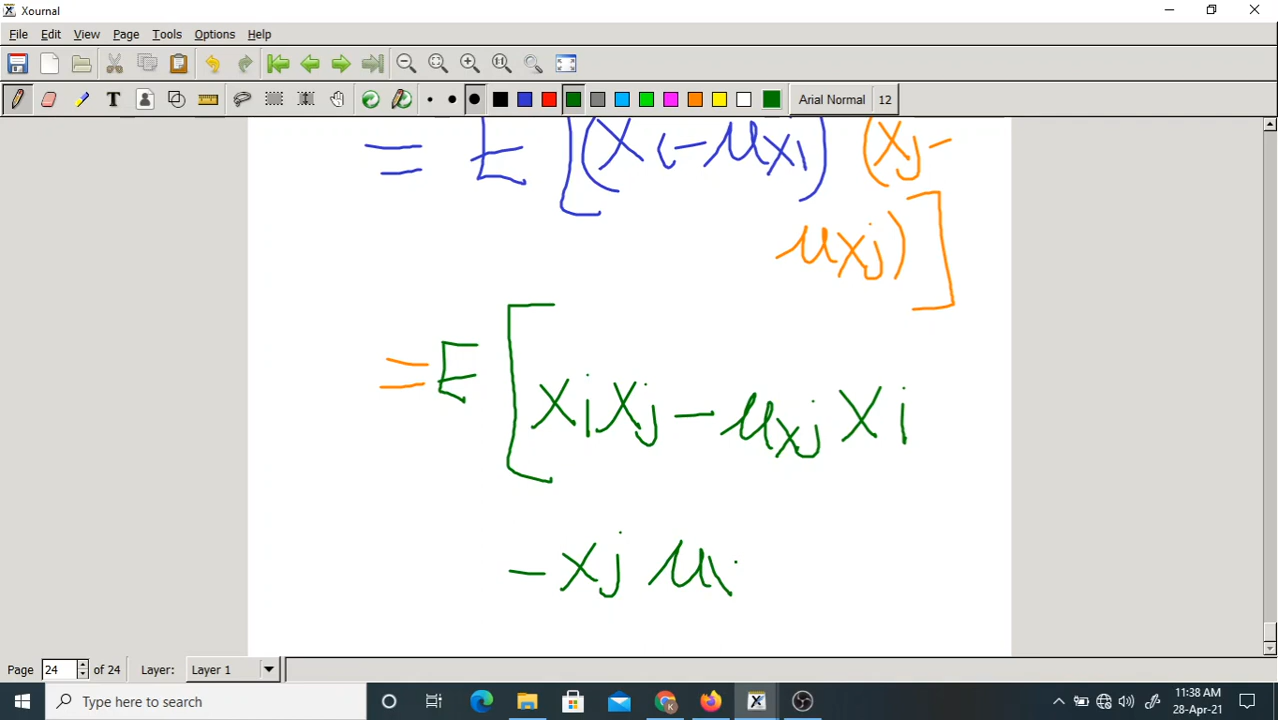 Xournal
File Edit View Page Tools Options Help
Arial Normal 12
= E [(Xi-μxi) (Xj-
μxj)]
=E [XiXj - μxj Xi
- xj μi
Page 24 of 24 Layer: Layer 1
Type here to search
11:38 AM
28-Apr-21